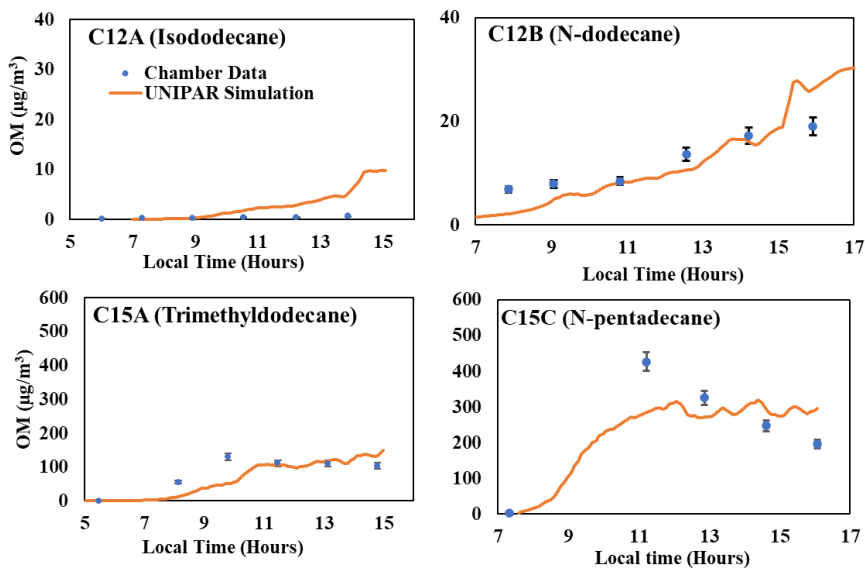 C12A (Isododecane)
Chamber Data
UNIPAR Simulation
OM (µg/m³)
40
30
20
10
0
5 7 9 11 13 15
Local Time (Hours)
C12B (N-dodecane)
40
20
0
7 9 11 13 15 17
Local Time (Hours)
C15A (Trimethyldodecane)
OM (µg/m³)
600
500
400
300
200
100
0
5 7 9 11 13 15
Local Time (Hours)
C15C (N-pentadecane)
600
500
400
300
200
100
0
7 9 11 13 15 17
Local time (Hours)